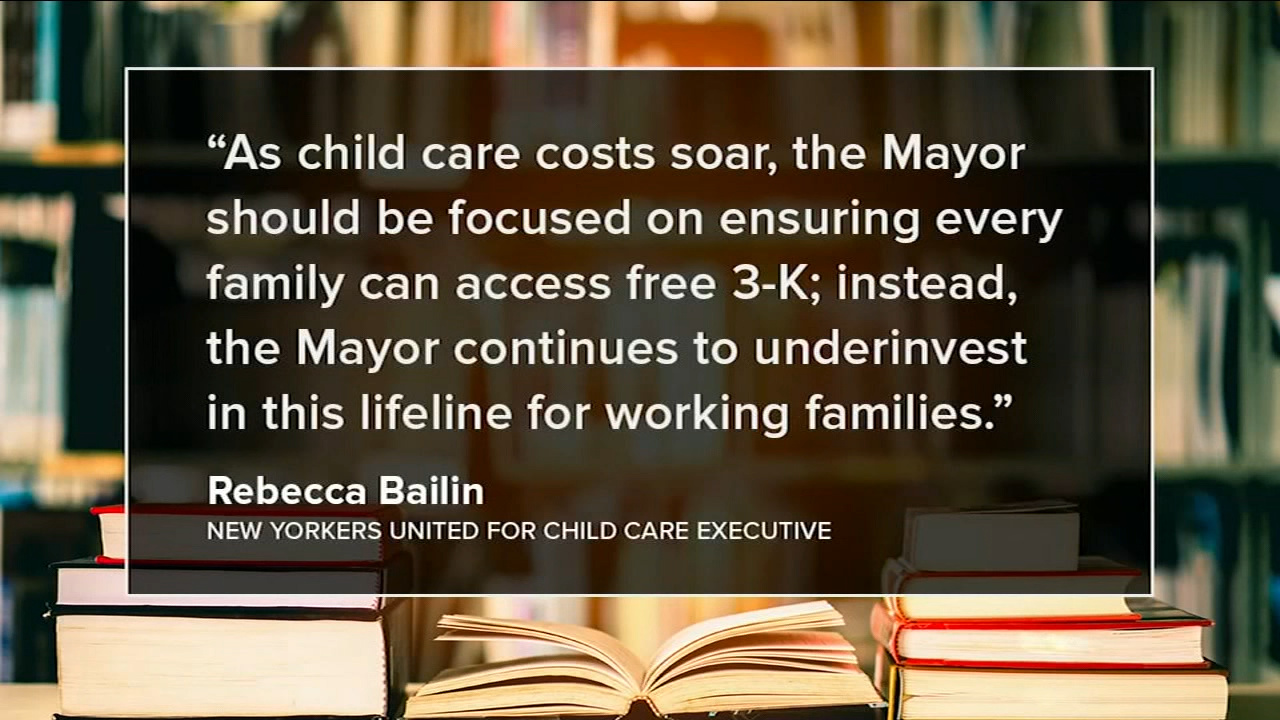 “As child care costs soar, the Mayor
should be focused on ensuring every
family can access free 3-K; instead,
the Mayor continues to underinvest
in this lifeline for working families.”
Rebecca Bailin
NEW YORKERS UNITED FOR CHILD CARE EXECUTIVE